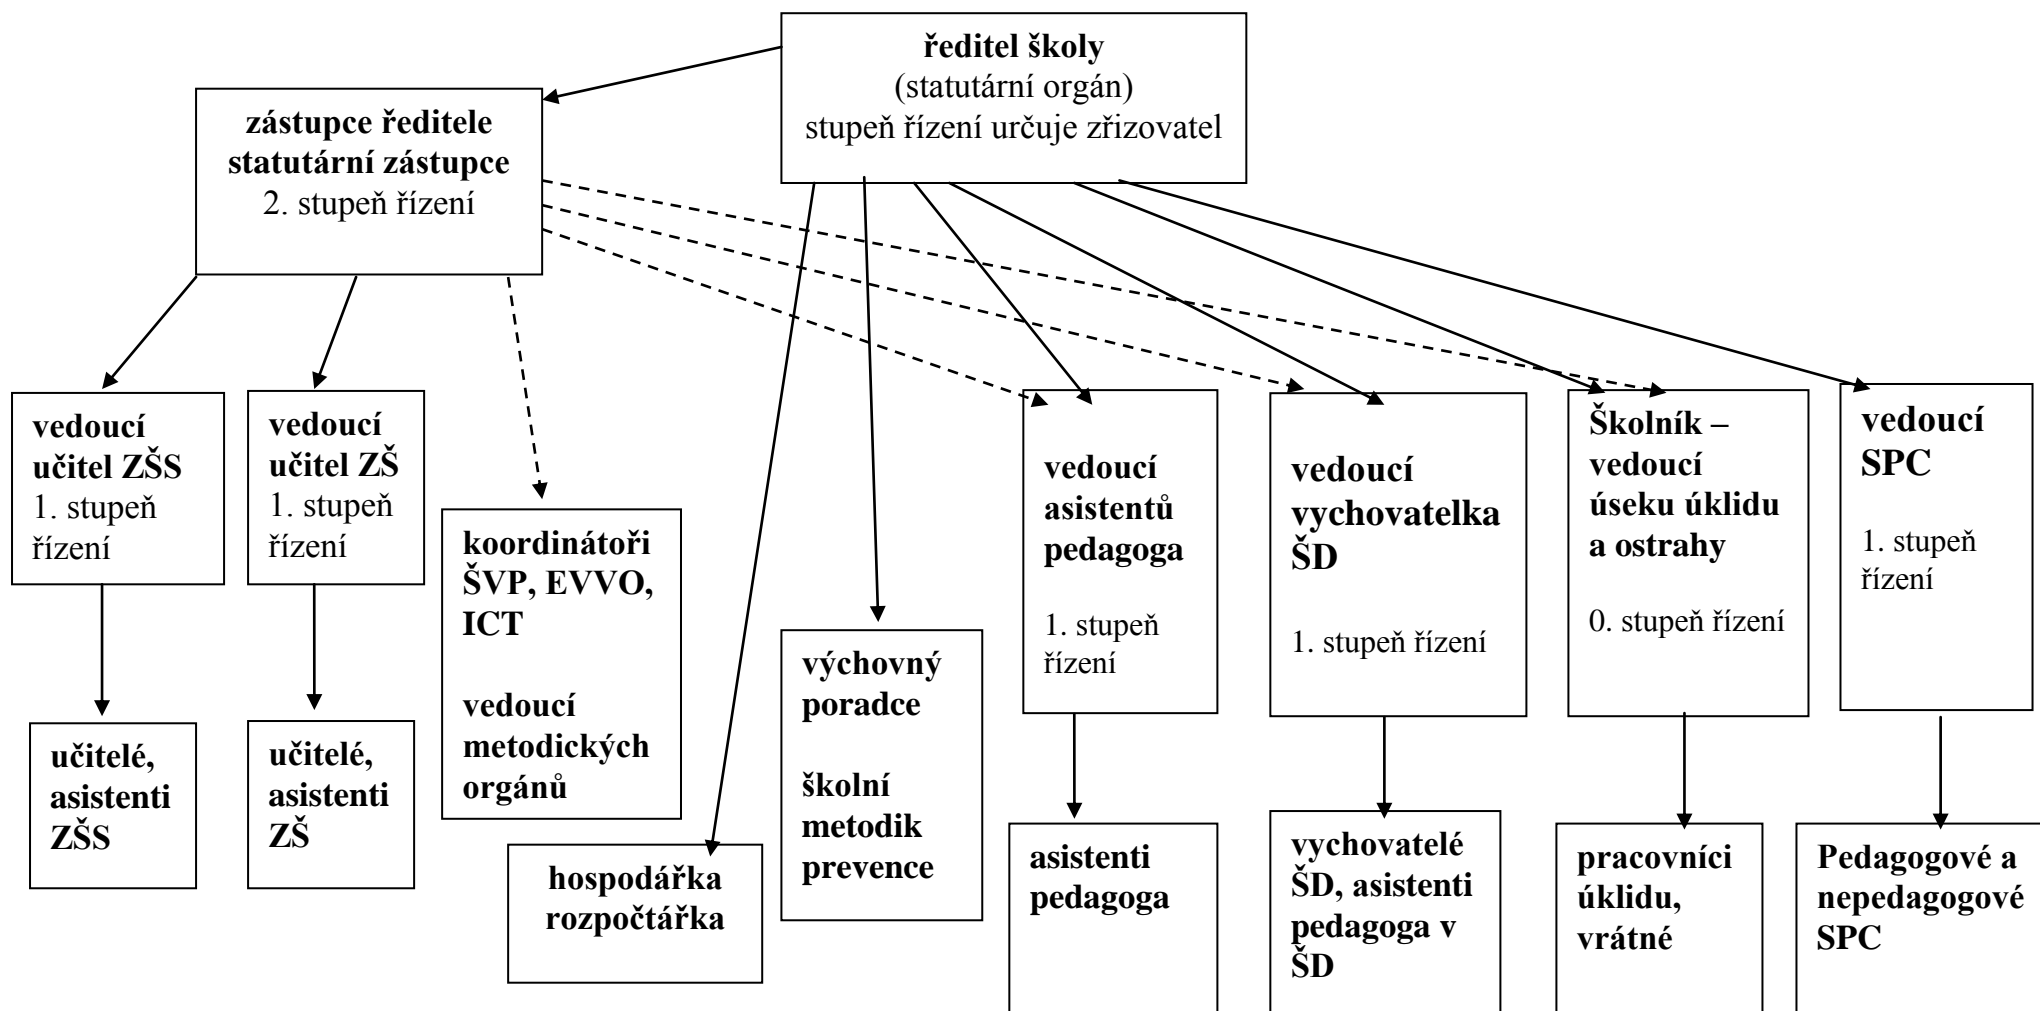 ředitel školy
(statutární orgán)
stupeň řízení určuje zřizovatel
zástupce ředitele
statutární zástupce
2. stupeň řízení
vedoucí
učitel ZŠS
1. stupeň
řízení
vedoucí
učitel ZŠ
1. stupeň
řízení
koordinátoři
ŠVP, EVVO,
ICT
vedoucí
metodických
orgánů
výchovný
poradce
školní
metodik
prevence
vedoucí
asistentů
pedagoga
1. stupeň
řízení
vedoucí
vychovatelka
ŠD
1. stupeň řízení
Školník –
vedoucí
úseku úklidu
a ostrahy
0. stupeň řízení
vedoucí
SPC
1. stupeň
řízení
učitelé,
asistenti
ZŠS
učitelé,
asistenti
ZŠ
hospodářka
rozpočtářka
asistenti
pedagoga
vychovatelé
ŠD, asistenti
pedagoga v
ŠD
pracovníci
úklidu,
vrátné
Pedagogové a
nepedagogové
SPC